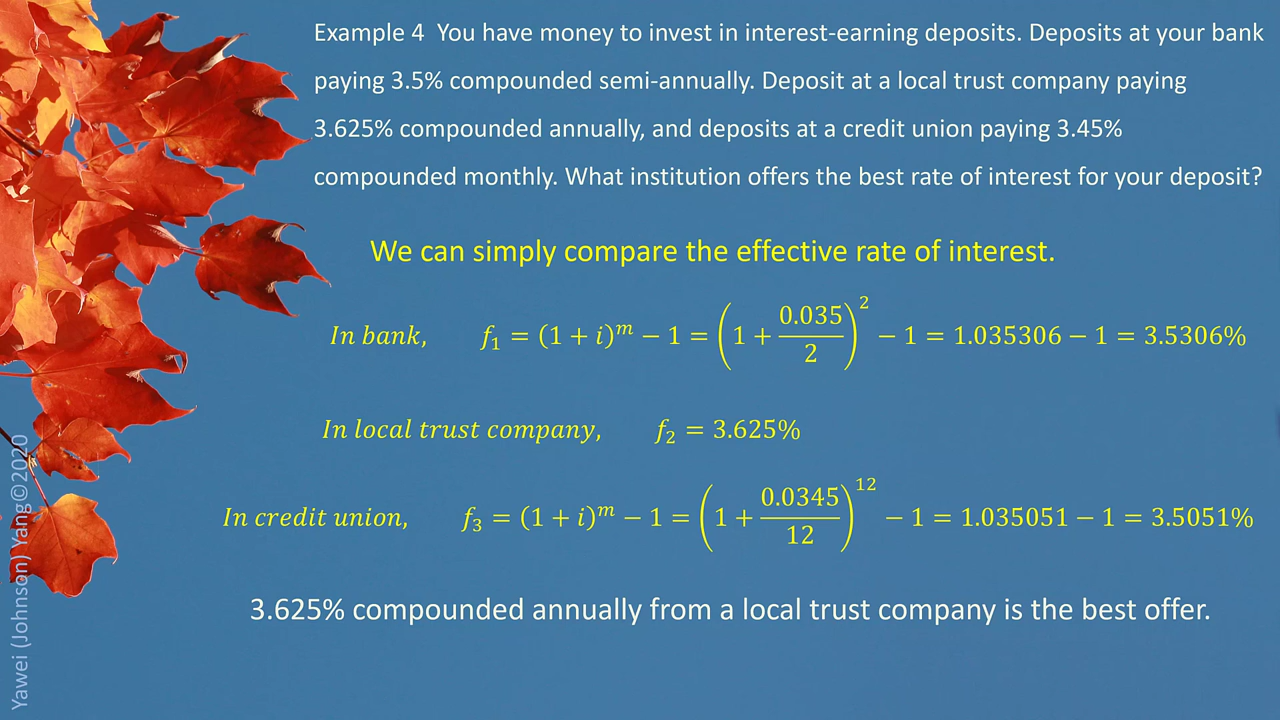 Example 4  You have money to invest in interest-earning deposits. Deposits at your bank
paying 3.5% compounded semi-annually. Deposit at a local trust company paying
3.625% compounded annually, and deposits at a credit union paying 3.45%
compounded monthly. What institution offers the best rate of interest for your deposit?
We can simply compare the effective rate of interest.
In bank, f₁ = (1 + i)ᵐ − 1 = (1 + 0.035/2)² − 1 = 1.035306 − 1 = 3.5306%
In local trust company, f₂ = 3.625%
In credit union, f₃ = (1 + i)ᵐ − 1 = (1 + 0.0345/12)¹² − 1 = 1.035051 − 1 = 3.5051%
3.625% compounded annually from a local trust company is the best offer.
Yawei (Johnson) Yang©2020